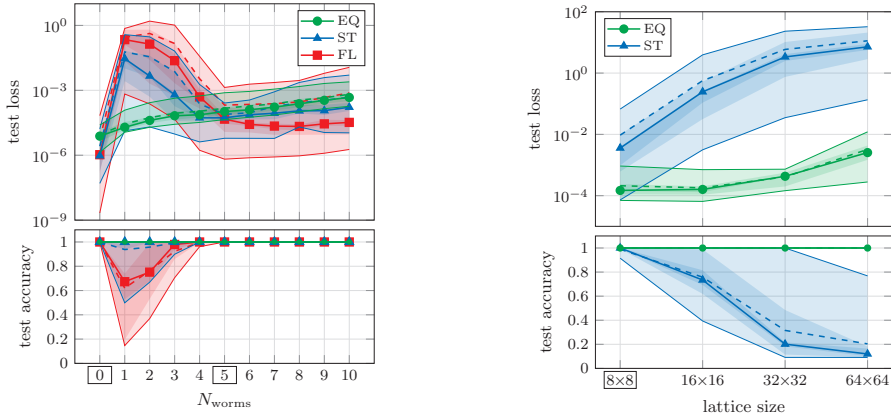 10^0
10^-3
10^-6
10^-9
test loss
EQ
ST
FL
1
0.8
0.6
0.4
0.2
0
test accuracy
0 1 2 3 4 5 6 7 8 9 10
N_worms
10^2
10^0
10^-2
10^-4
test loss
EQ
ST
1
0.8
0.6
0.4
0.2
0
test accuracy
8×8 16×16 32×32 64×64
lattice size